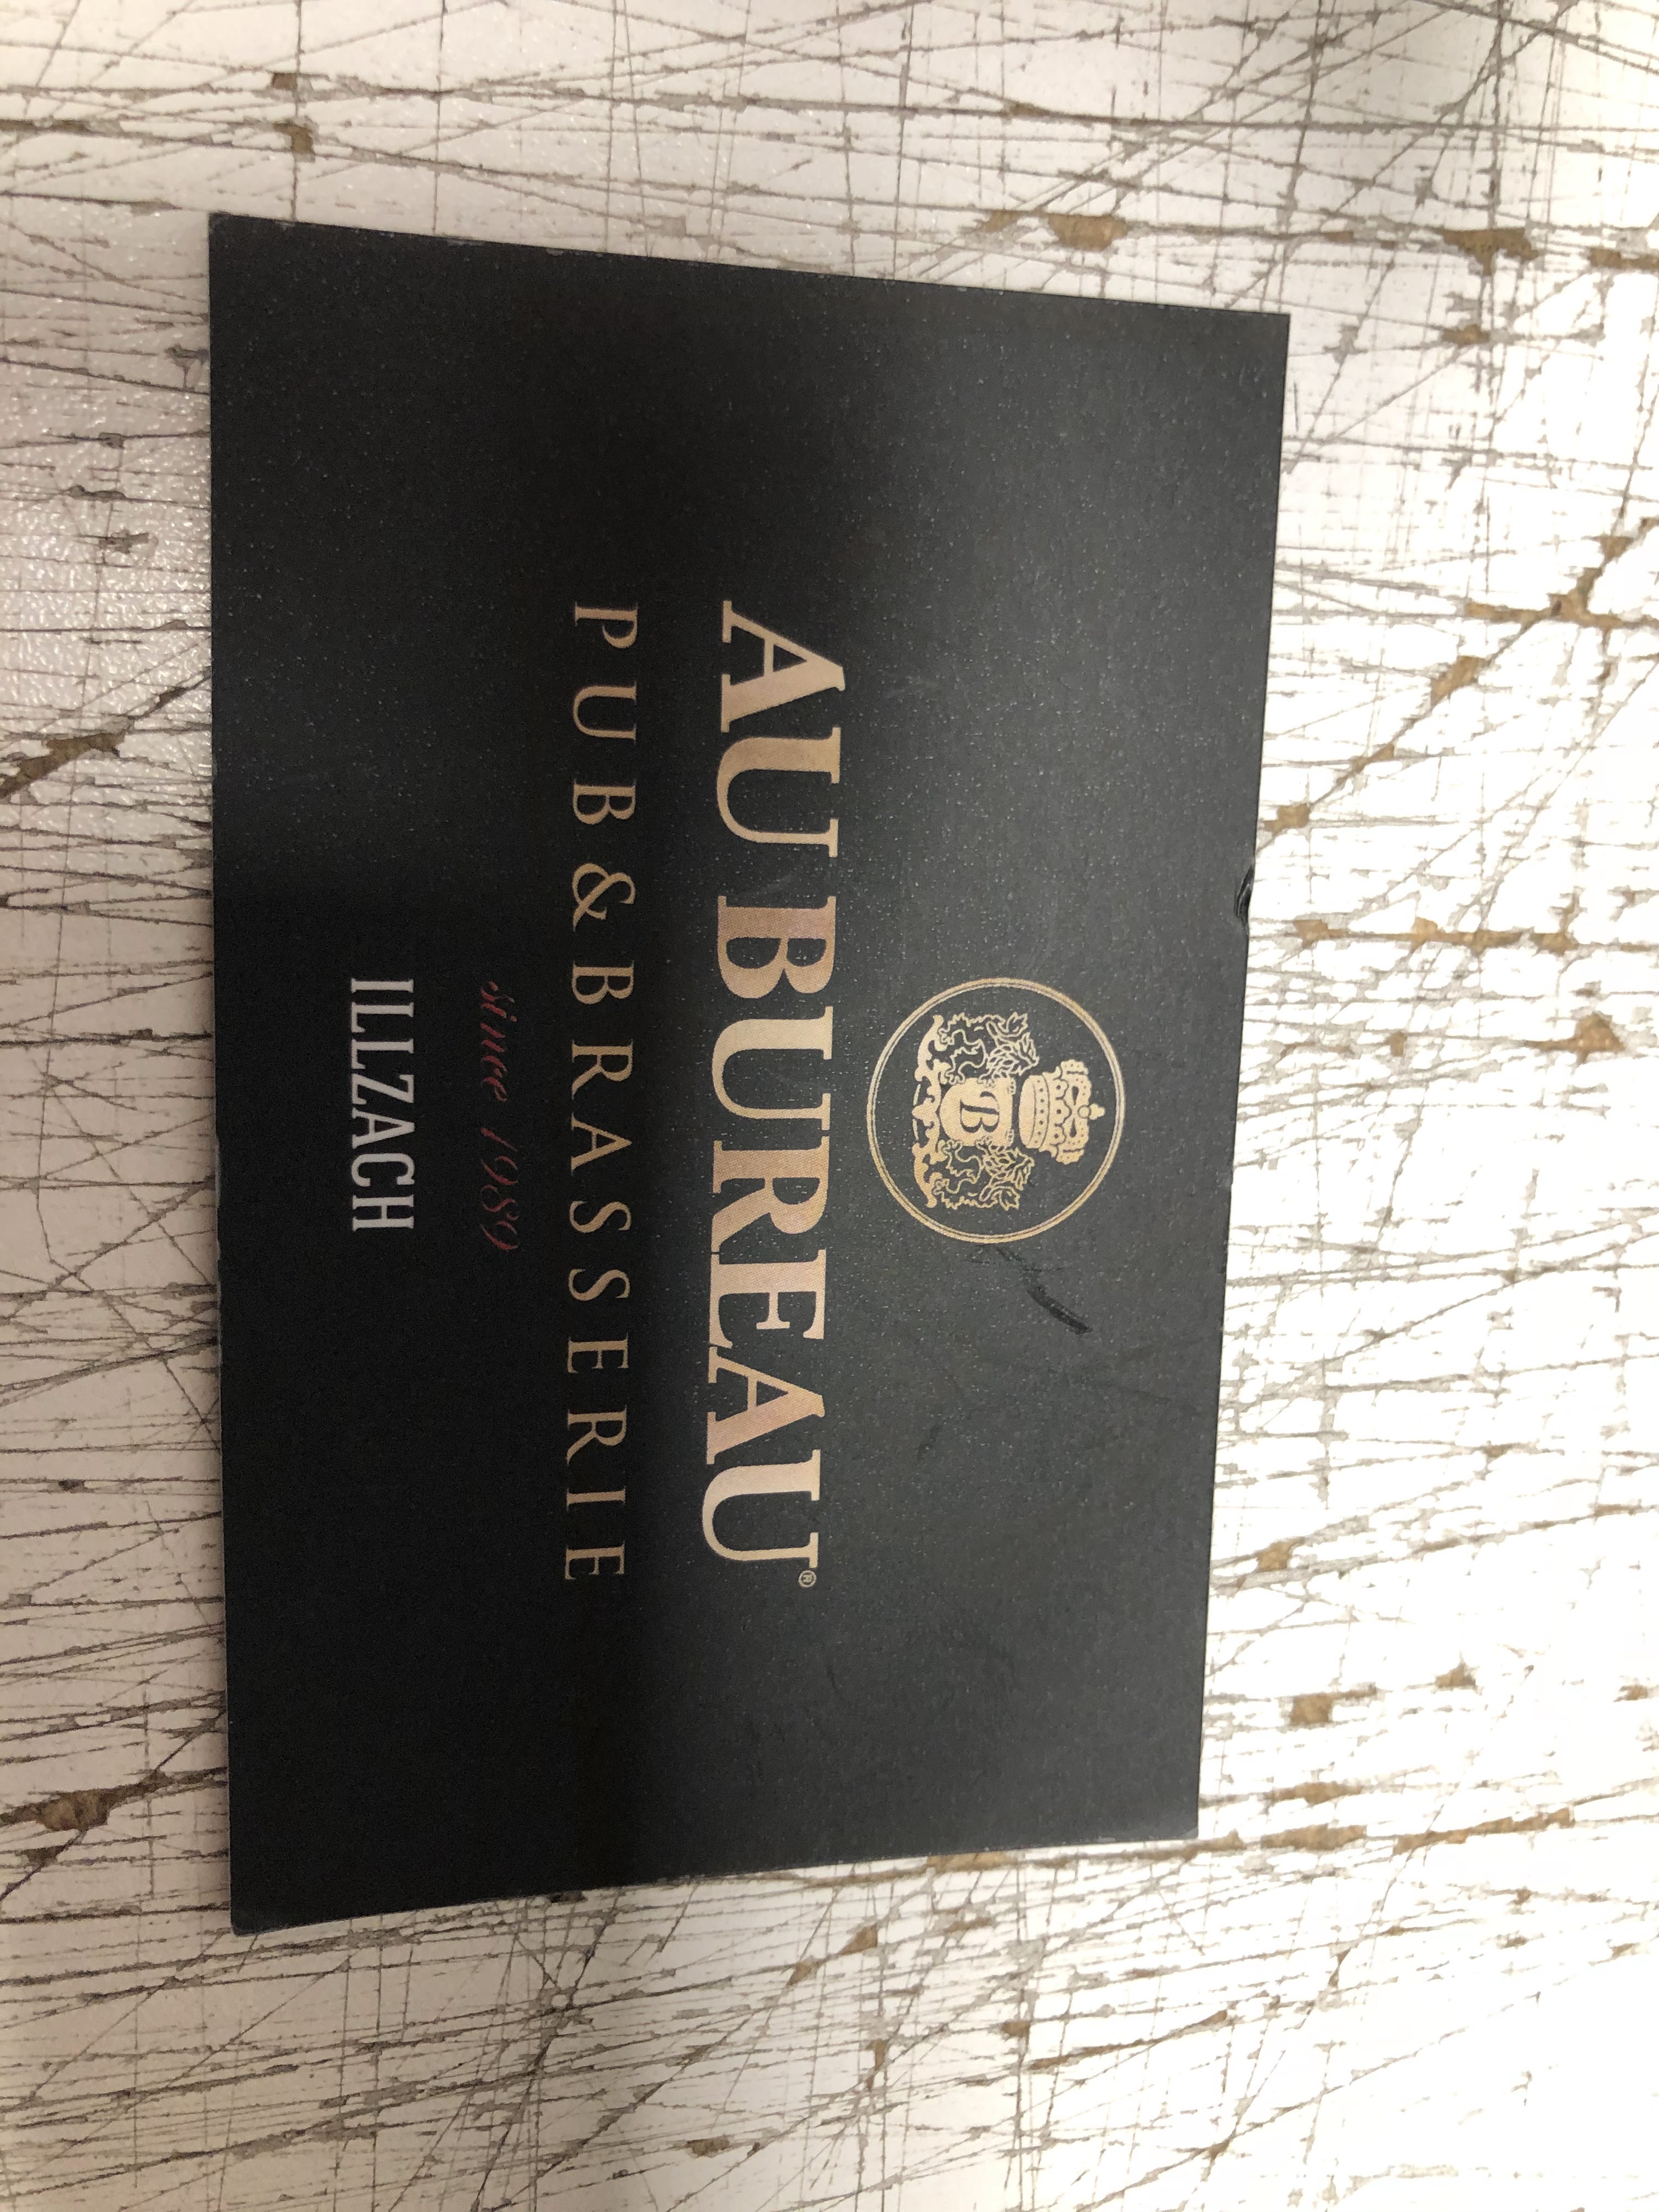 B
AU BUREAU®
PUB & BRASSERIE
since 1989
ILLZACH